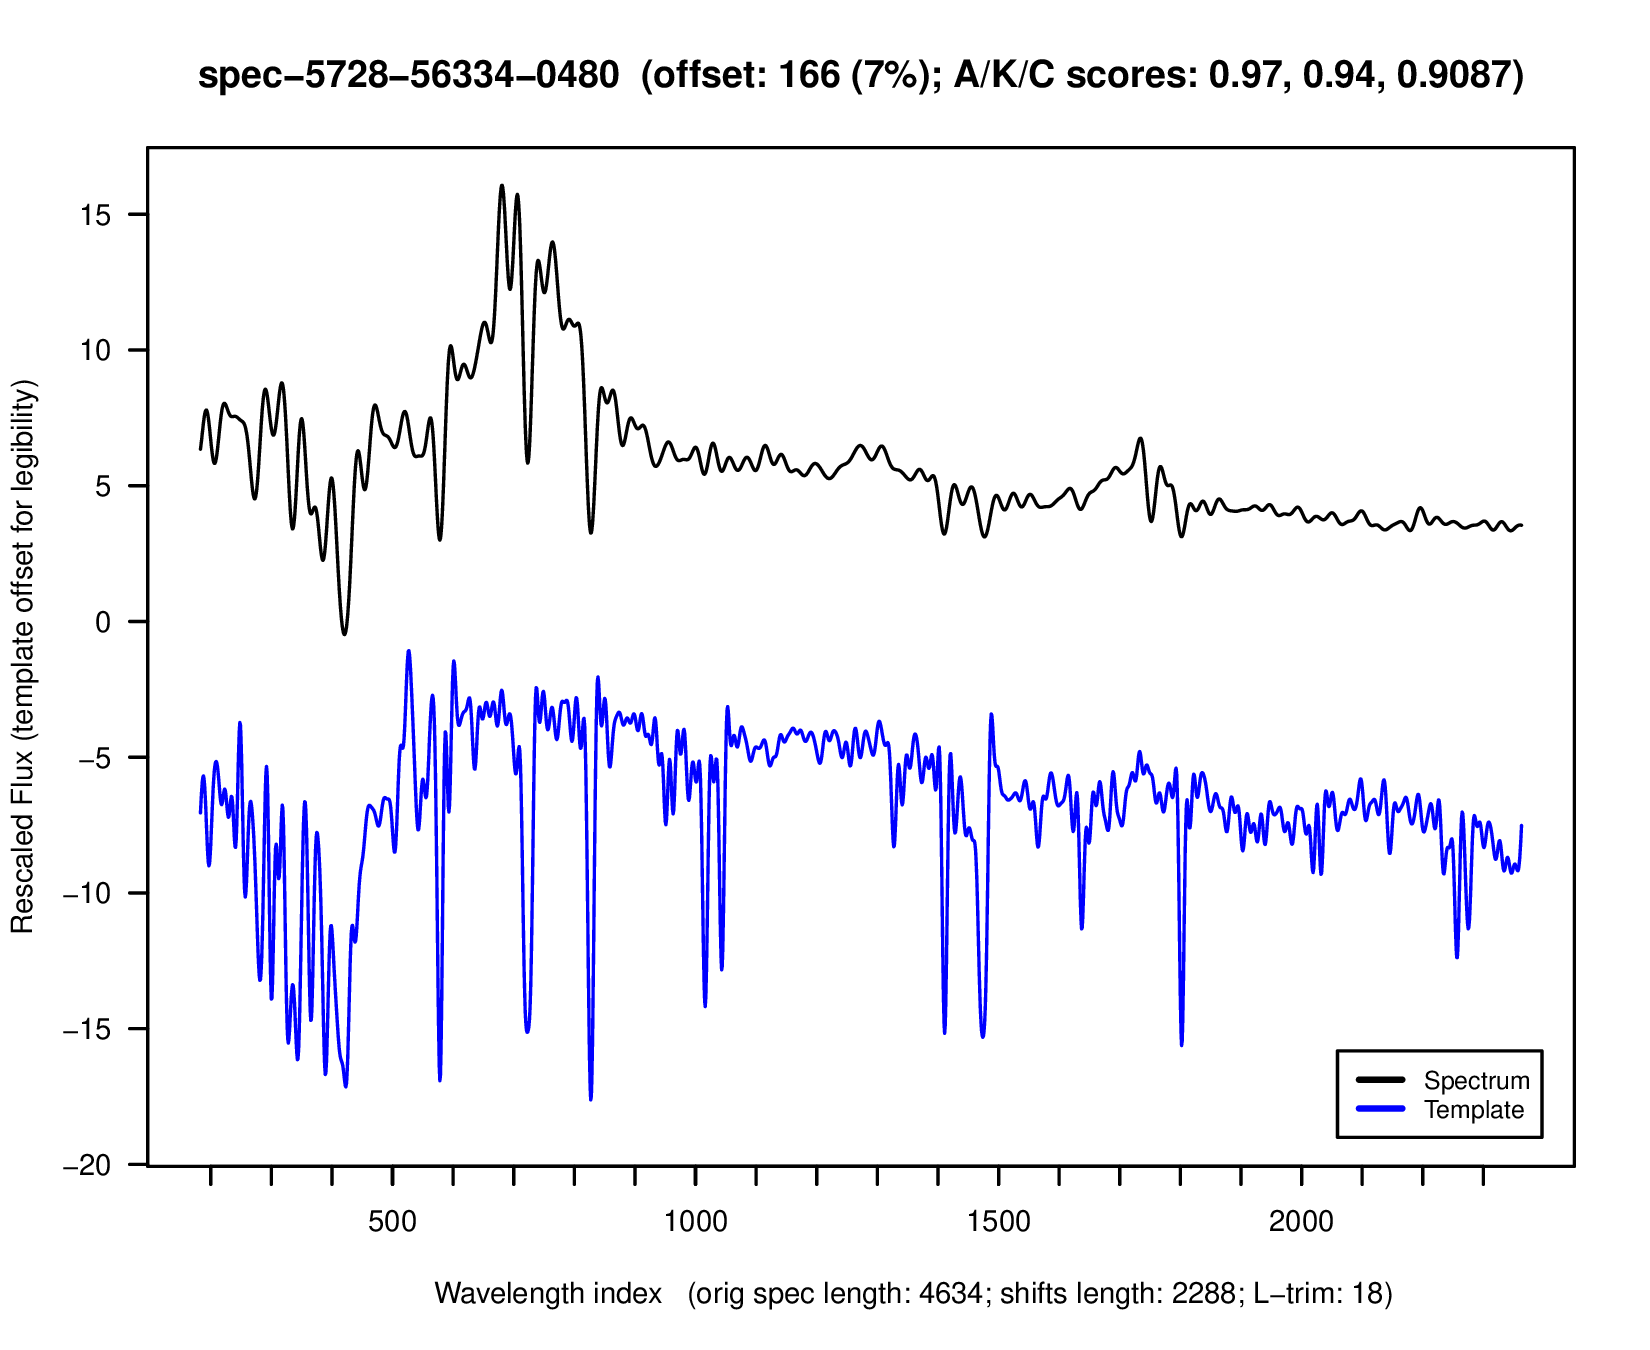 spec−5728−56334−0480  (offset: 166 (7%); A/K/C scores: 0.97, 0.94, 0.9087)
Rescaled Flux (template offset for legibility)
15
10
5
0
−5
−10
−15
−20
Spectrum
Template
500
1000
1500
2000
Wavelength index   (orig spec length: 4634; shifts length: 2288; L−trim: 18)